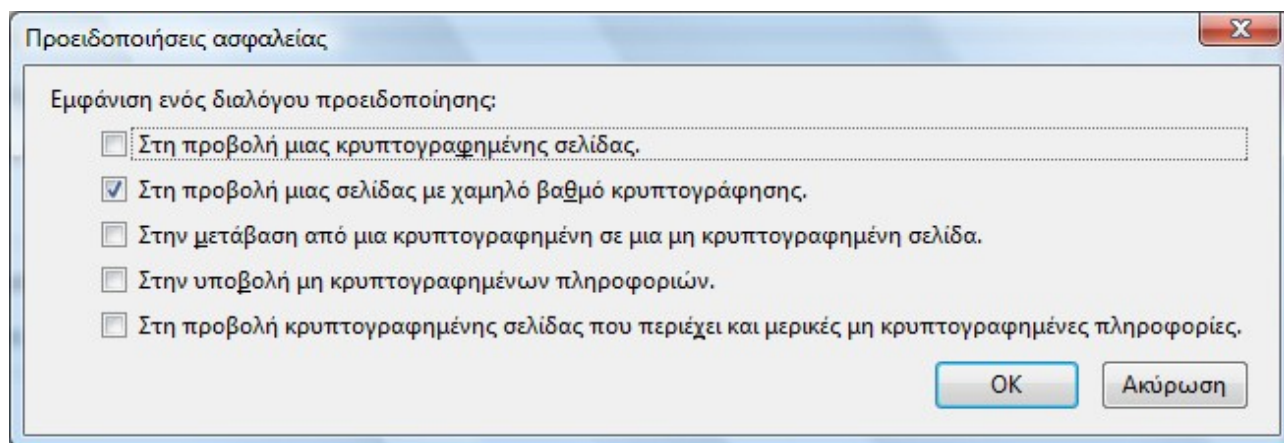 Προειδοποιήσεις ασφαλείας
Εμφάνιση ενός διαλόγου προειδοποίησης:
Στη προβολή μιας κρυπτογραφημένης σελίδας.
Στη προβολή μιας σελίδας με χαμηλό βαθμό κρυπτογράφησης.
Στην μετάβαση από μια κρυπτογραφημένη σε μια μη κρυπτογραφημένη σελίδα.
Στην υποβολή μη κρυπτογραφημένων πληροφοριών.
Στη προβολή κρυπτογραφημένης σελίδας που περιέχει και μερικές μη κρυπτογραφημένες πληροφορίες.
OK Ακύρωση